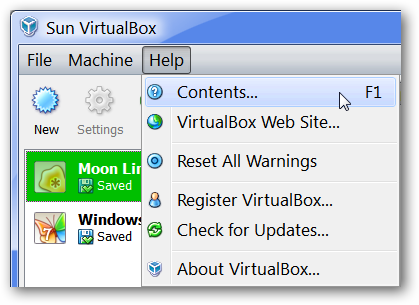 Sun VirtualBox
File Machine Help
New Settings
Contents... F1
VirtualBox Web Site...
Reset All Warnings
Register VirtualBox...
Check for Updates...
About VirtualBox...
Moon Lin
Saved
Windows
Saved